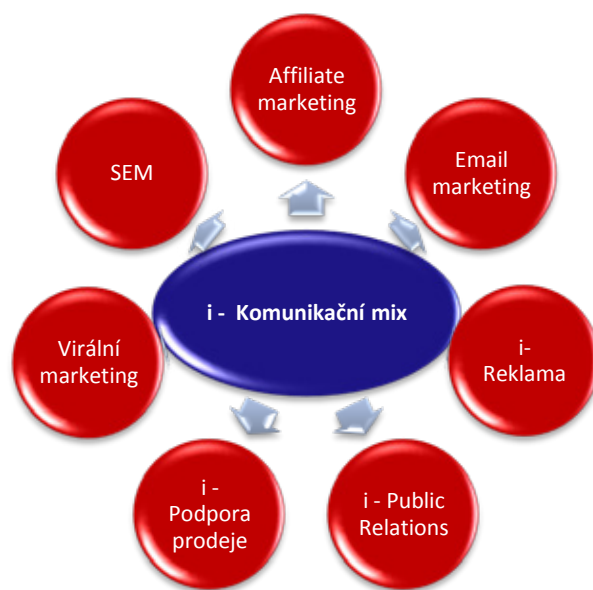 Affiliate
marketing
SEM
Email
marketing
i - Komunikační mix
Virální
marketing
i-
Reklama
i -
Podpora
prodeje
i - Public
Relations